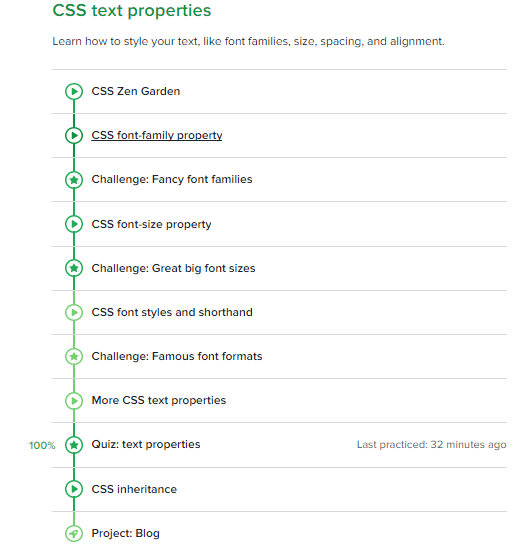 CSS text properties
Learn how to style your text, like font families, size, spacing, and alignment.
CSS Zen Garden
CSS font-family property
Challenge: Fancy font families
CSS font-size property
Challenge: Great big font sizes
CSS font styles and shorthand
Challenge: Famous font formats
More CSS text properties
100% Quiz: text properties Last practiced: 32 minutes ago
CSS inheritance
Project: Blog